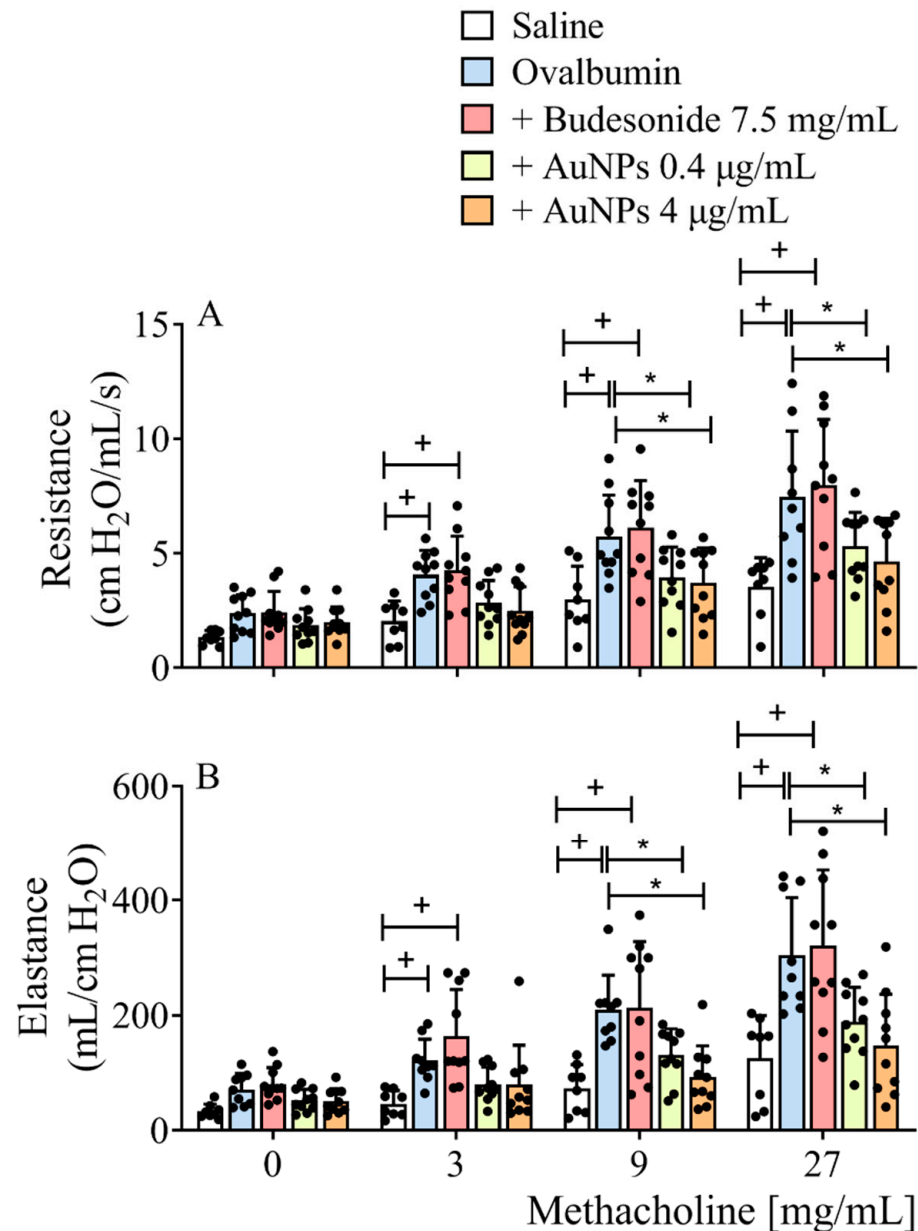 Saline
Ovalbumin
+ Budesonide 7.5 mg/mL
+ AuNPs 0.4 μg/mL
+ AuNPs 4 μg/mL
A
Resistance
(cm H₂O/mL/s)
15
10
5
0
+
+
+
+
*
*
+
+
*
*
B
Elastance
(mL/cm H₂O)
600
400
200
0
+
+
+
+
*
*
+
+
*
*
0 3 9 27
Methacholine [mg/mL]